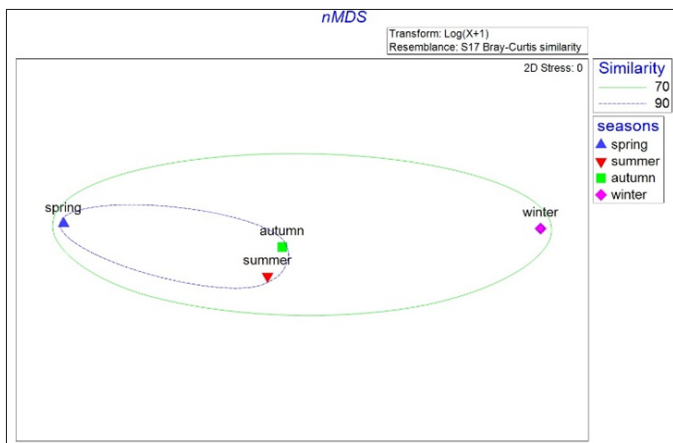 nMDS
Transform: Log(X+1)
Resemblance: S17 Bray-Curtis similarity
2D Stress: 0
Similarity
70
90
seasons
spring
summer
autumn
winter
spring
winter
autumn
summer